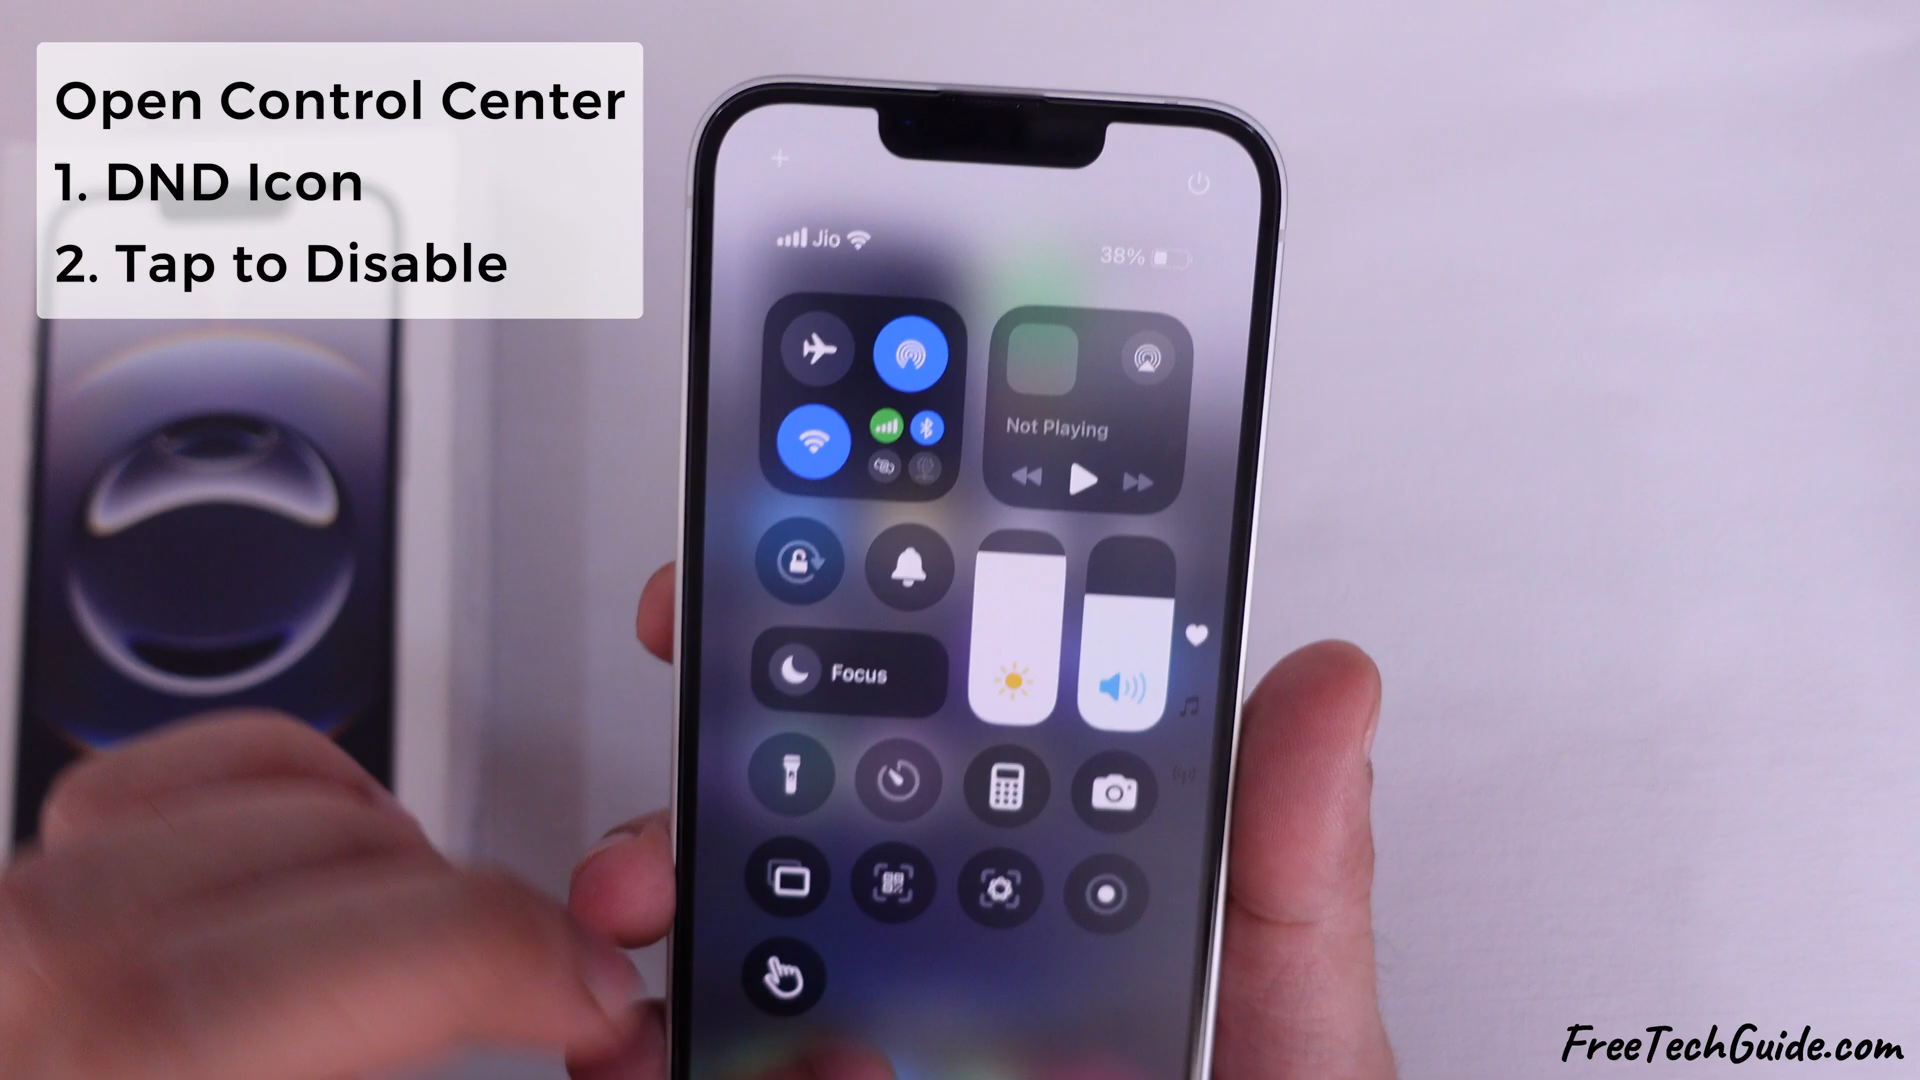 Open Control Center
1. DND Icon
2. Tap to Disable
Jio
38%
Not Playing
Focus
FreeTechGuide.com